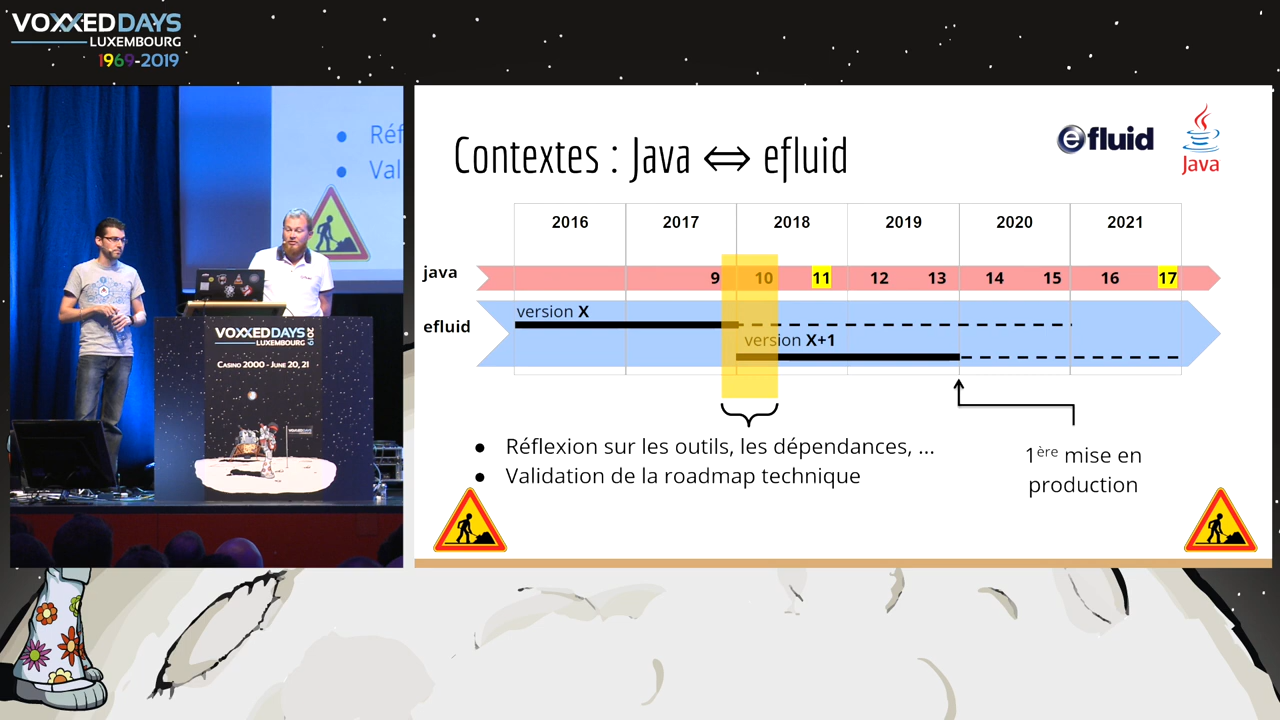 VOXXEDDAYS
LUXEMBOURG
1969-2019
Réf
Val
VOXXEDDAYS
LUXEMBOURG
2019
CASINO 2000 - JUNE 20, 21
Contextes : Java ⇔ efluid
efluid
Java
2016 2017 2018 2019 2020 2021
java 9 10 11 12 13 14 15 16 17
efluid
version X
version X+1
● Réflexion sur les outils, les dépendances, ...
● Validation de la roadmap technique
1ère mise en
production